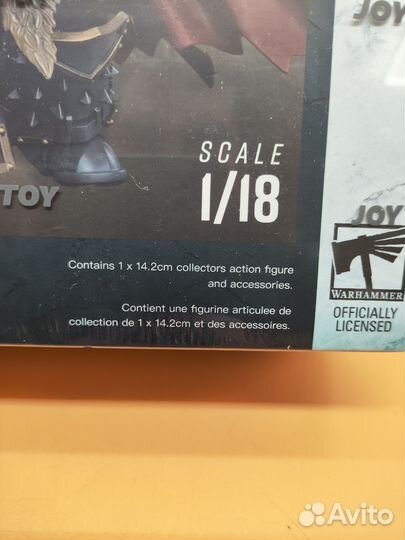 JOY
SCALE
1/18
TOY
JOY
Contains 1 x 14.2cm collectors action figure
and accessories.
Contient une figurine articulee de
collection de 1 x 14.2cm et des accessoires.
WARHAMMER
OFFICIALLY
LICENSED
Avito